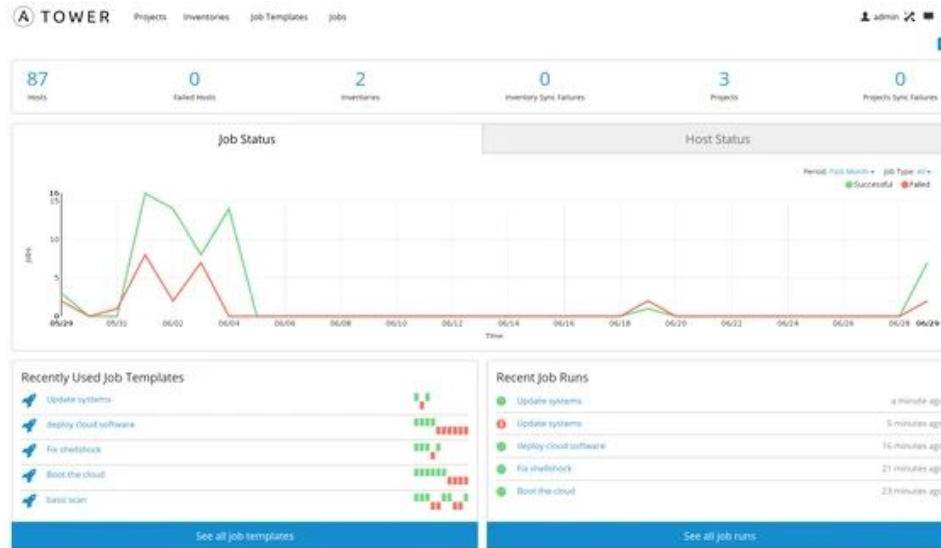 A TOWER Projects Inventories Job Templates Jobs admin
87 0 2 0 3 0
Hosts Failed Hosts Inventories Inventory Sync Failures Projects Projects Sync Failures
Job Status Host Status
Period: Past Month Job Type: All
Successful Failed
16
15
10
5
0
Jobs
05/29 05/31 06/02 06/04 06/06 06/08 06/10 06/12 06/14 06/16 06/18 06/20 06/22 06/24 06/26 06/28 06/29
Time
Recently Used Job Templates
Update systems
deploy cloud software
Fix shellshock
Boot the cloud
basic scan
See all job templates
Recent Job Runs
Update systems a minute ago
Update systems 5 minutes ago
deploy cloud software 16 minutes ago
Fix shellshock 21 minutes ago
Boot the cloud 23 minutes ago
See all job runs